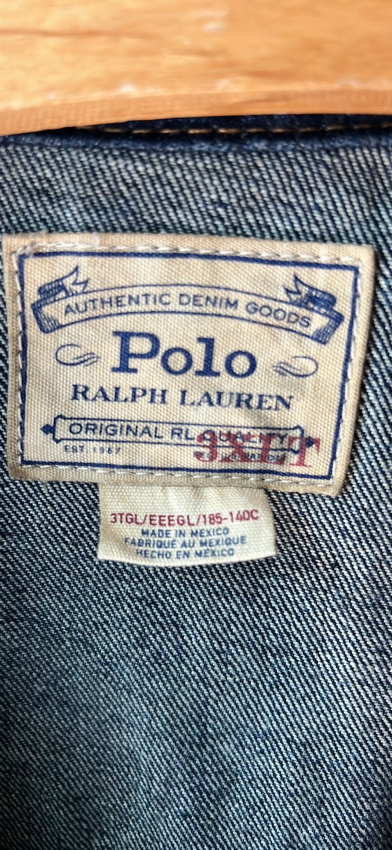 AUTHENTIC DENIM GOODS
Polo
RALPH LAUREN
ORIGINAL RL QUALITY
EST. 1967
3XLT
3TGL/EEEGL/185-140C
MADE IN MEXICO
FABRIQUÉ AU MEXIQUE
HECHO EN MÉXICO